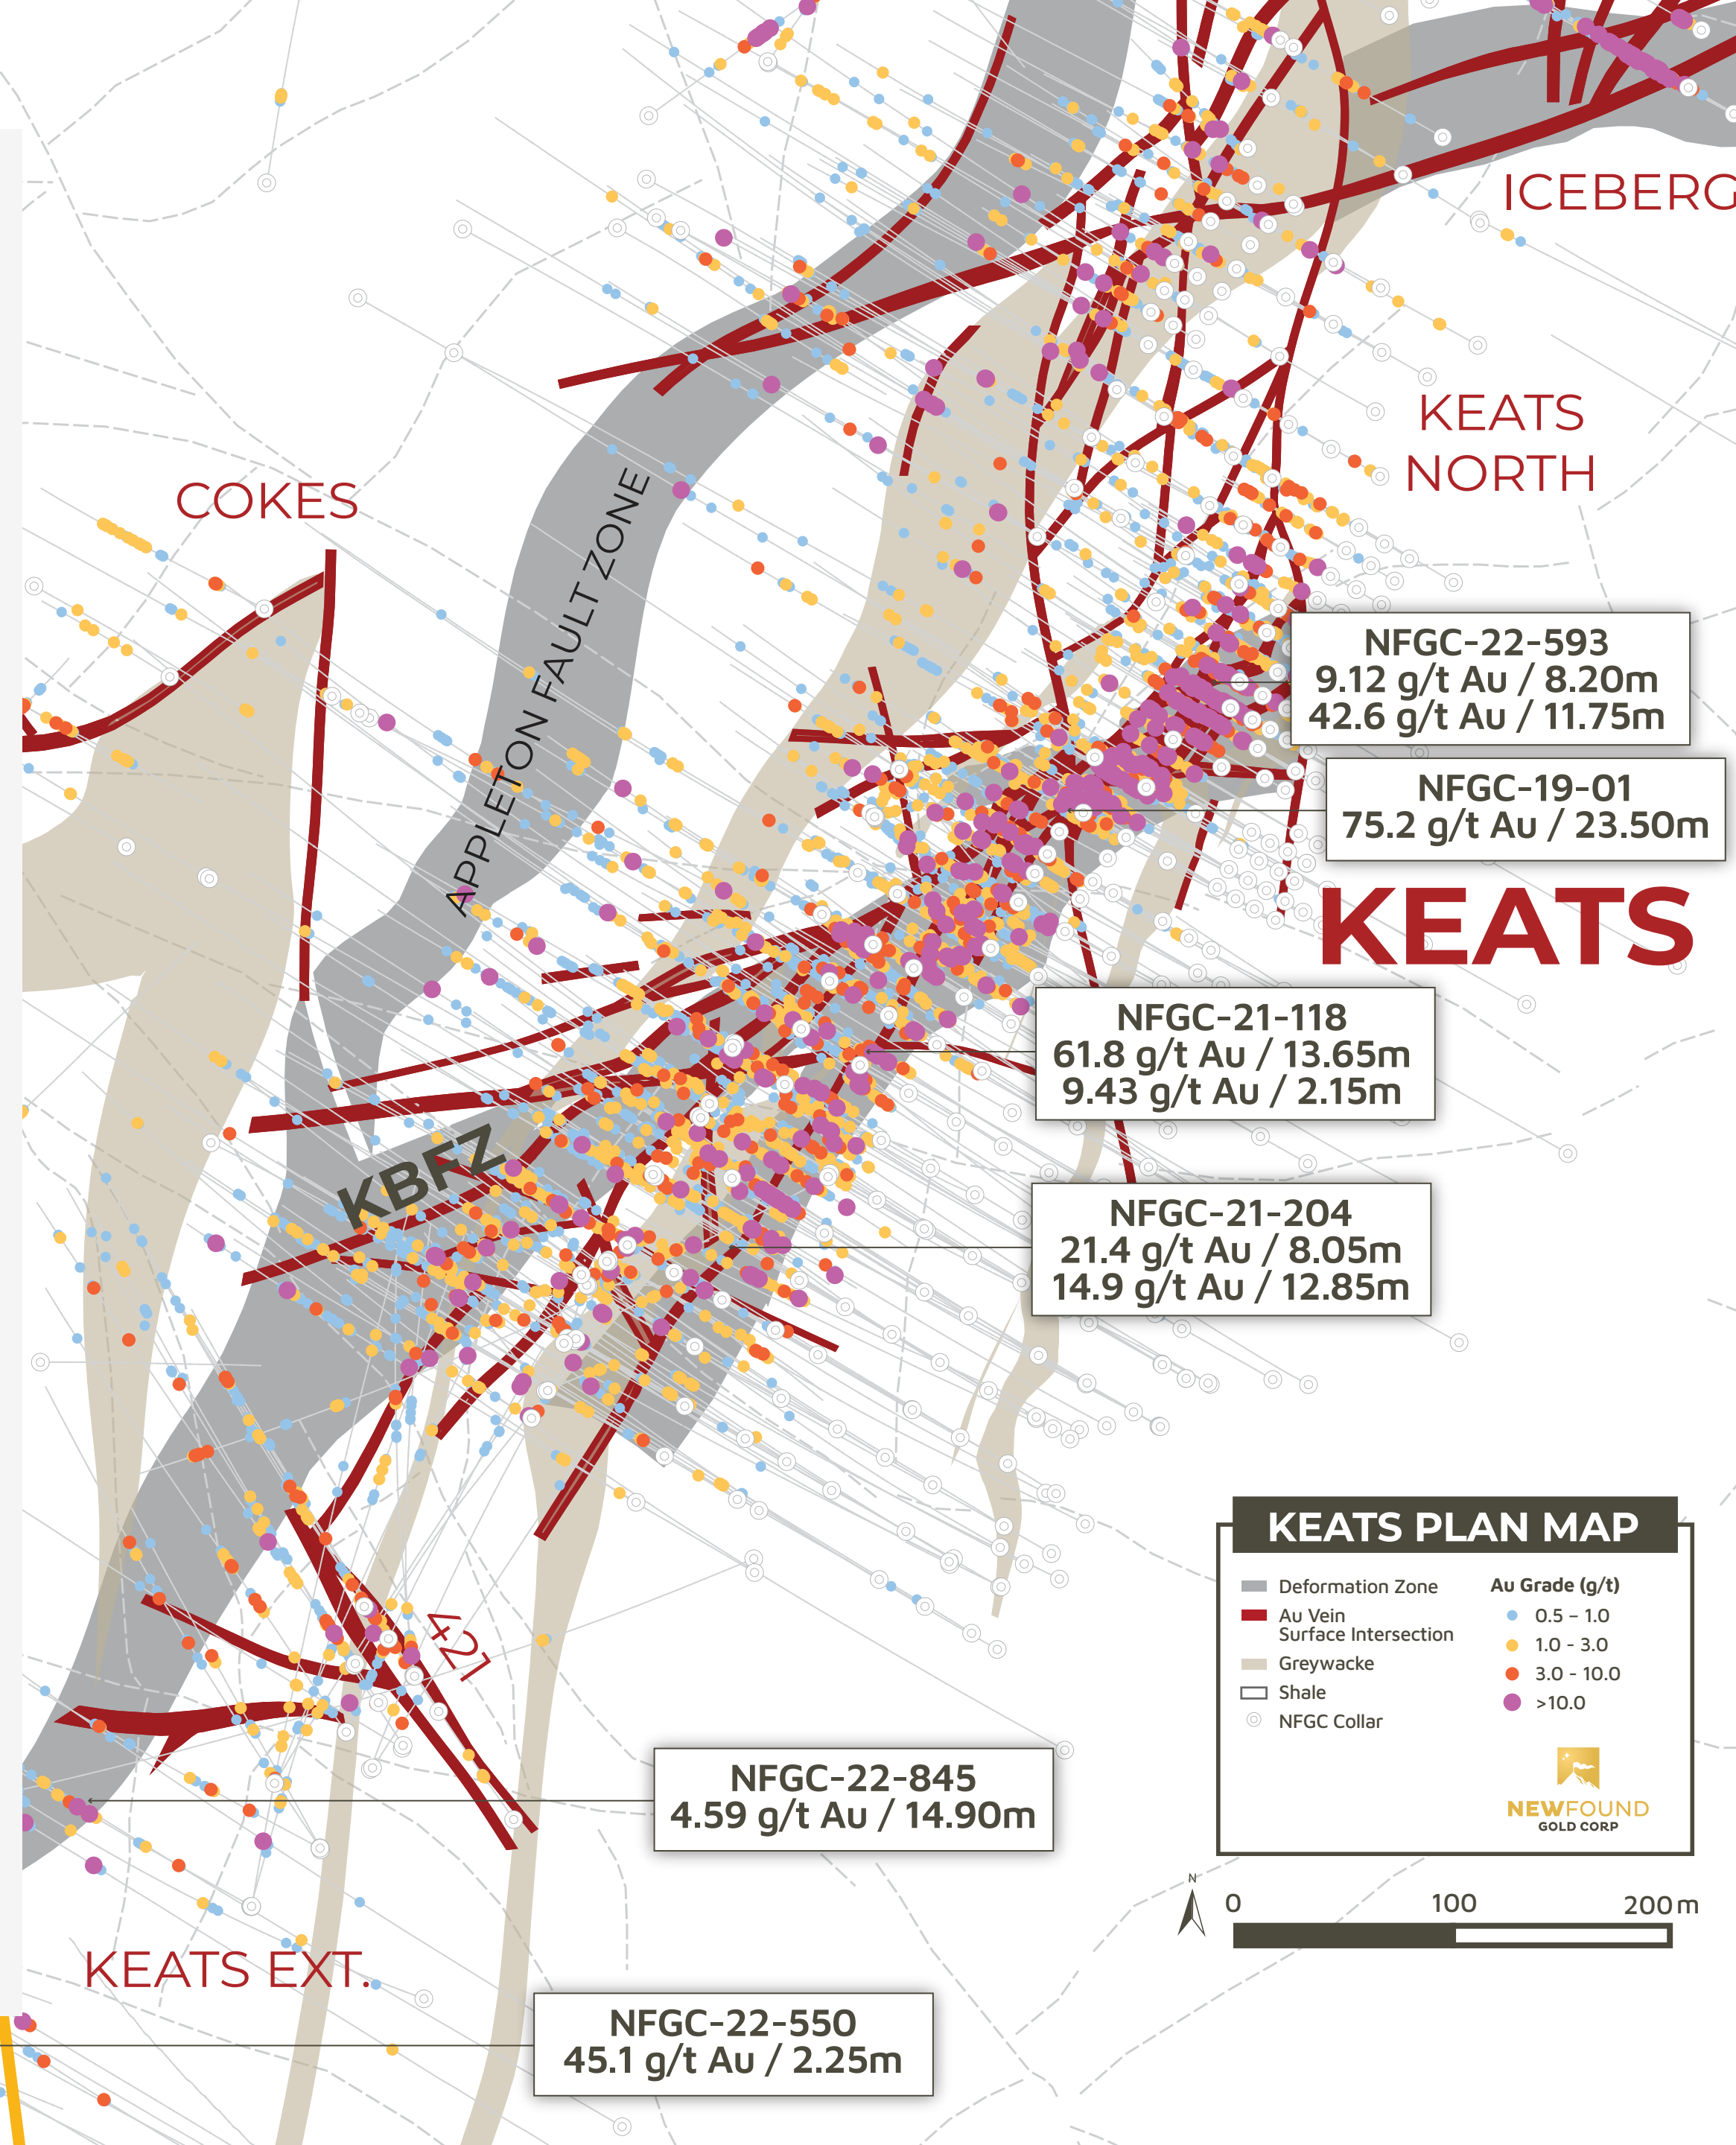 ICEBERG
KEATS
NORTH
COKES
APPLETON FAULT ZONE
NFGC-22-593
9.12 g/t Au / 8.20m
42.6 g/t Au / 11.75m
NFGC-19-01
75.2 g/t Au / 23.50m
KEATS
NFGC-21-118
61.8 g/t Au / 13.65m
9.43 g/t Au / 2.15m
KBFZ
NFGC-21-204
21.4 g/t Au / 8.05m
14.9 g/t Au / 12.85m
421
KEATS PLAN MAP
Deformation Zone
Au Vein
Surface Intersection
Greywacke
Shale
NFGC Collar
Au Grade (g/t)
0.5 – 1.0
1.0 - 3.0
3.0 - 10.0
>10.0
NEWFOUND
GOLD CORP
NFGC-22-845
4.59 g/t Au / 14.90m
N
0 100 200 m
KEATS EXT.
NFGC-22-550
45.1 g/t Au / 2.25m